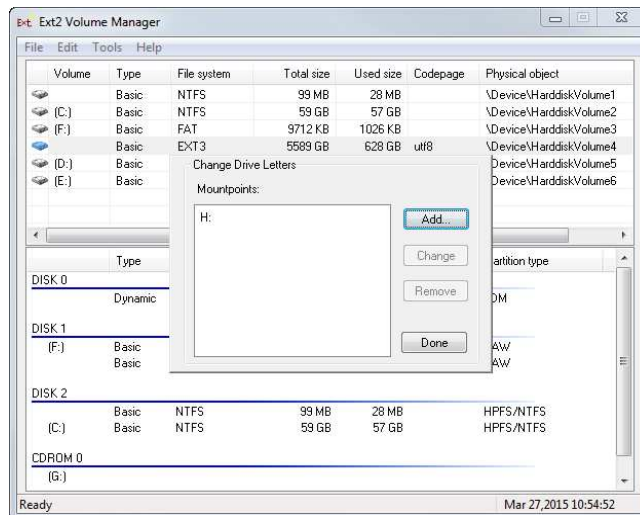 Ext2 Volume Manager
File Edit Tools Help
Volume Type File system Total size Used size Codepage Physical object
Basic NTFS 99 MB 28 MB \Device\HarddiskVolume1
(C:) Basic NTFS 59 GB 57 GB \Device\HarddiskVolume2
(F:) Basic FAT 9712 KB 1026 KB \Device\HarddiskVolume3
Basic EXT3 5589 GB 628 GB utf8 \Device\HarddiskVolume4
(D:) Basic Device\HarddiskVolume5
(E:) Basic Device\HarddiskVolume6
Change Drive Letters
Mountpoints:
H:
Add...
Change
Remove
Done
Type artition type
DISK 0
Dynamic DM
DISK 1
(F:) Basic AW
Basic AW
DISK 2
Basic NTFS 99 MB 28 MB HPFS/NTFS
(C:) Basic NTFS 59 GB 57 GB HPFS/NTFS
CDROM 0
(G:)
Ready Mar 27,2015 10:54:52